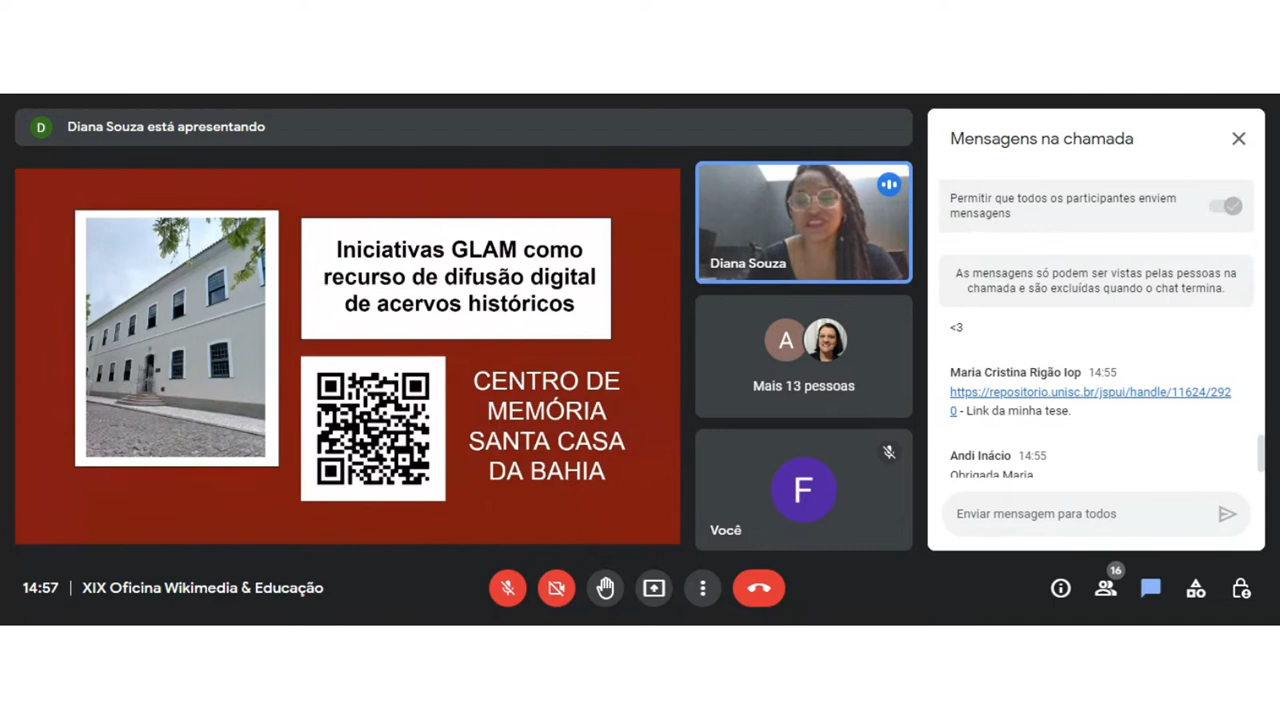 D
Diana Souza está apresentando
Iniciativas GLAM como
recurso de difusão digital
de acervos históricos
CENTRO DE
MEMÓRIA
SANTA CASA
DA BAHIA
Diana Souza
A
Mais 13 pessoas
F
Você
Mensagens na chamada
Permitir que todos os participantes enviem
mensagens
As mensagens só podem ser vistas pelas pessoas na
chamada e são excluídas quando o chat termina.
<3
Maria Cristina Rigão Iop 14:55
https://repositorio.unisc.br/jspui/handle/11624/292
0 - Link da minha tese.
Andi Inácio 14:55
Obrigada Maria
Enviar mensagem para todos
14:57 | XIX Oficina Wikimedia & Educação
16